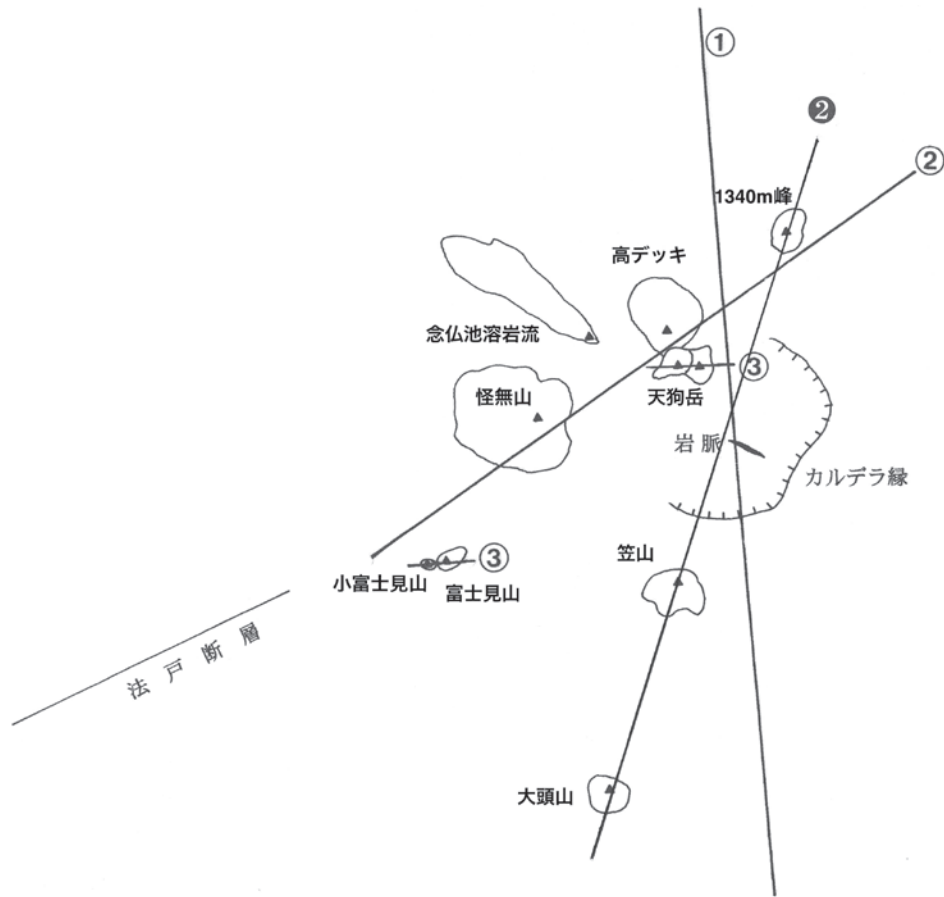 ①
❷
②
1340m峰
高デッキ
念仏池溶岩流
③
怪無山
天狗岳
岩脈
カルデラ縁
笠山
③
小富士見山
富士見山
法戸断層
大頭山